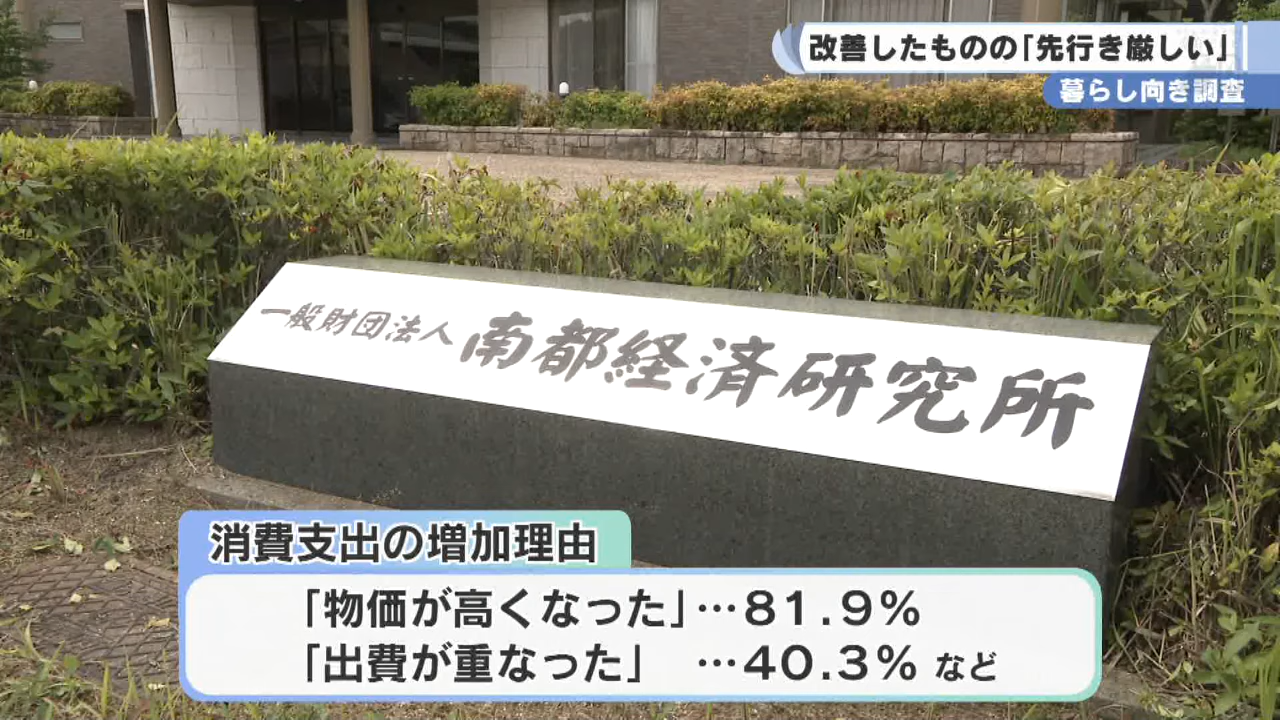 改善したものの「先行き厳しい」
暮らし向き調査
一般財団法人 南都経済研究所
消費支出の増加理由
「物価が高くなった」…81.9%
「出費が重なった」 …40.3% など